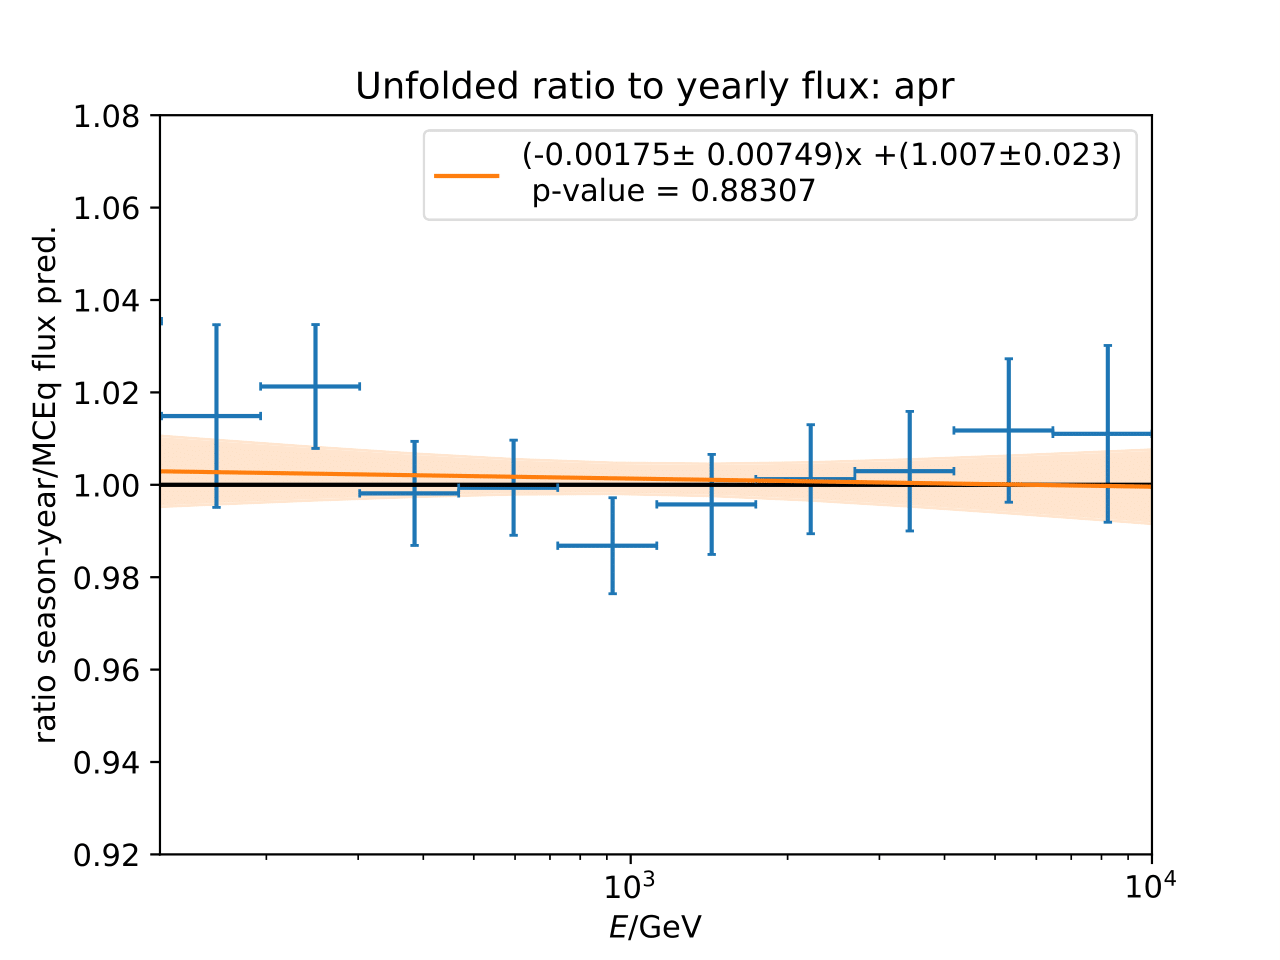 Unfolded ratio to yearly flux: apr
(-0.00175± 0.00749)x +(1.007±0.023)
p-value = 0.88307
ratio season-year/MCEq flux pred.
1.08
1.06
1.04
1.02
1.00
0.98
0.96
0.94
0.92
10³
10⁴
E/GeV